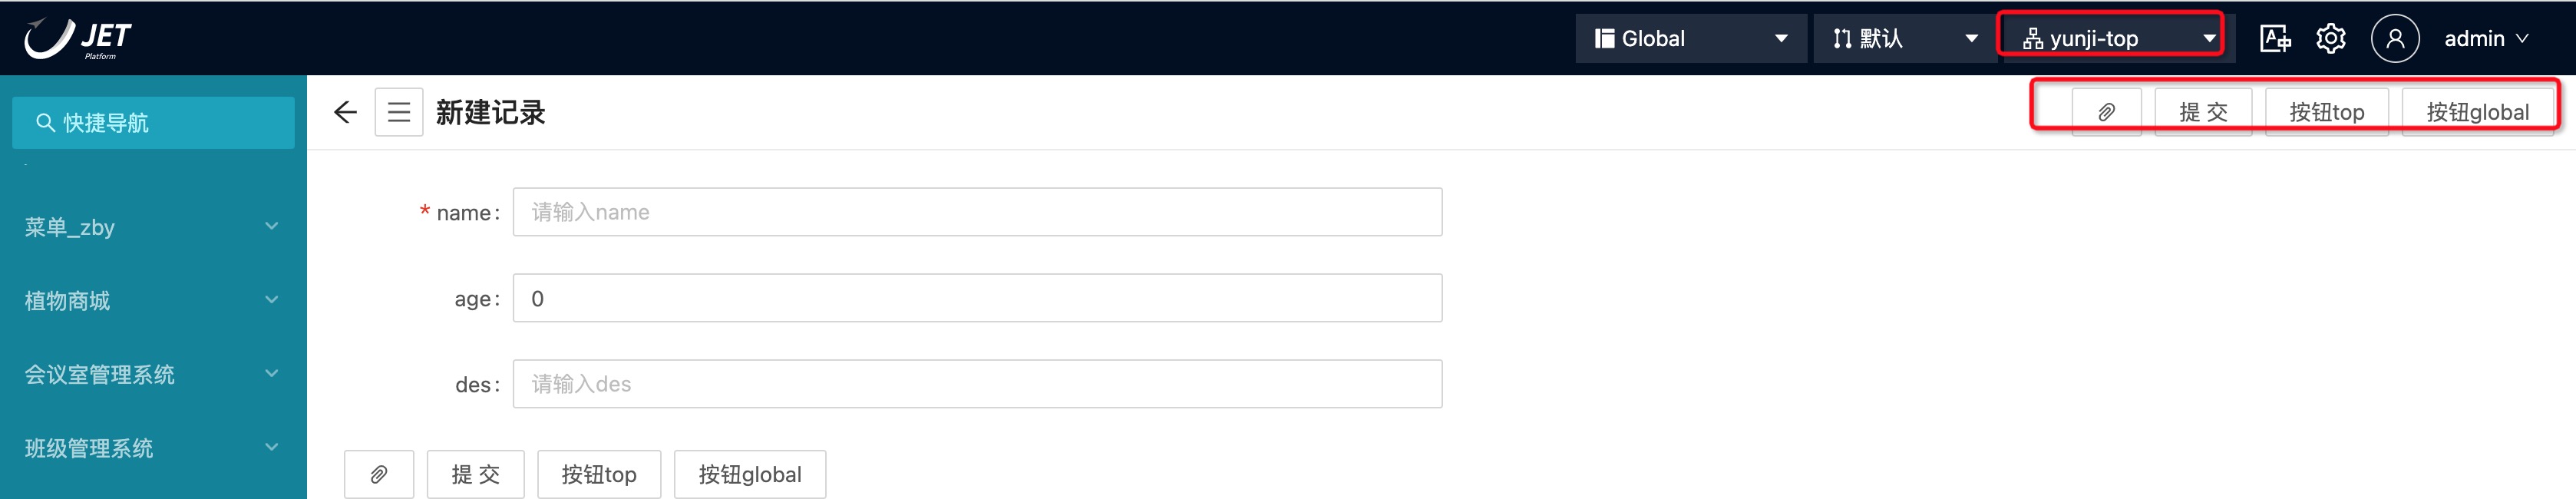 JET
Platform
Global
默认
yunji-top
admin
快捷导航
新建记录
提 交
按钮top
按钮global
菜单_zby
植物商城
会议室管理系统
班级管理系统
* name:
请输入name
age:
0
des:
请输入des
提 交
按钮top
按钮global